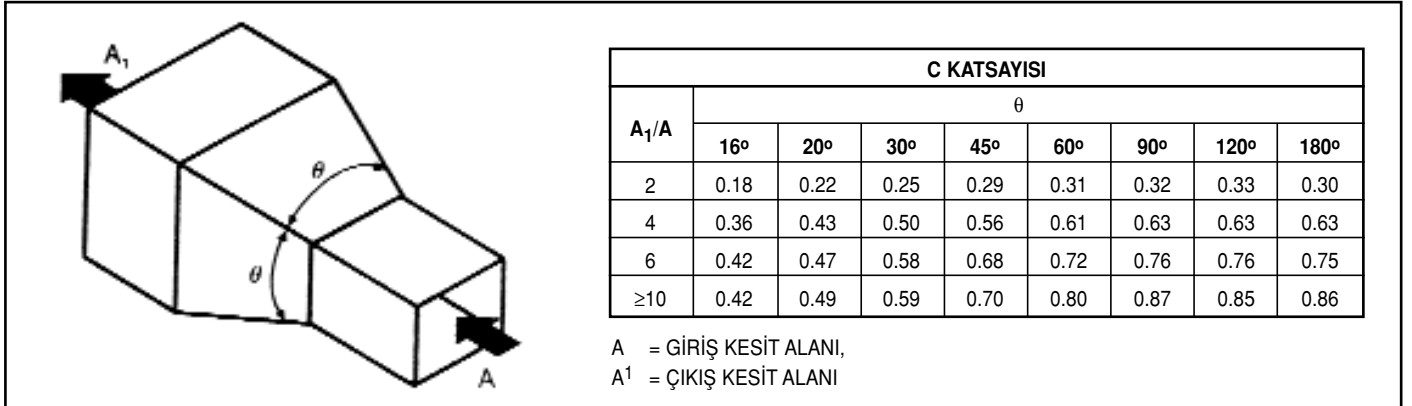 A₁
θ
θ
A
C KATSAYISI
A₁/A θ
16º 20º 30º 45º 60º 90º 120º 180º
2 0.18 0.22 0.25 0.29 0.31 0.32 0.33 0.30
4 0.36 0.43 0.50 0.56 0.61 0.63 0.63 0.63
6 0.42 0.47 0.58 0.68 0.72 0.76 0.76 0.75
≥10 0.42 0.49 0.59 0.70 0.80 0.87 0.85 0.86
A = GİRİŞ KESİT ALANI,
A¹ = ÇIKIŞ KESİT ALANI